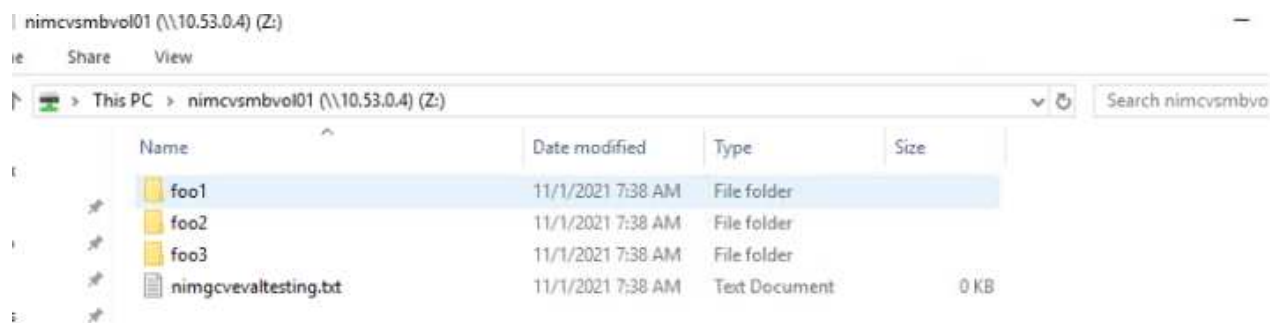 nimcvsmbvol01 (\\10.53.0.4) (Z:)
Share View
> This PC > nimcvsmbvol01 (\\10.53.0.4) (Z:) Search nimcvsmbvo
Name Date modified Type Size
foo1 11/1/2021 7:38 AM File folder
foo2 11/1/2021 7:38 AM File folder
foo3 11/1/2021 7:38 AM File folder
nimgcvevaltesting.txt 11/1/2021 7:38 AM Text Document 0 KB